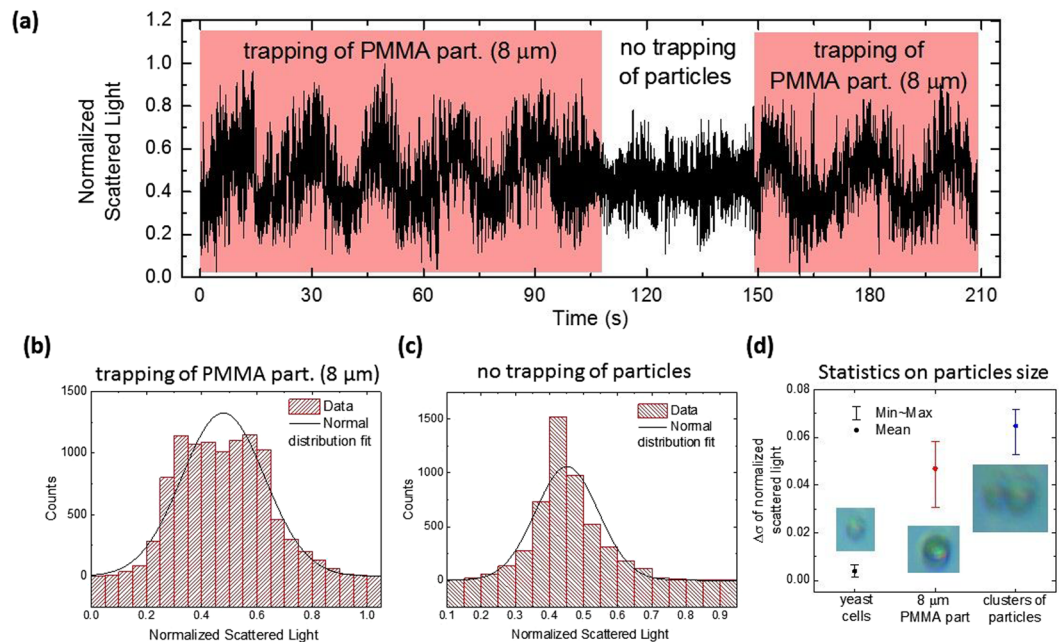 (a)
Normalized
Scattered Light
1.2
1.0
0.8
0.6
0.4
0.2
0.0
trapping of PMMA part. (8 μm)
no trapping
of particles
trapping of
PMMA part. (8 μm)
0 30 60 90 120 150 180 210
Time (s)
(b)
trapping of PMMA part. (8 μm)
Counts
1500
1000
500
0
Data
Normal
distribution fit
0.0 0.2 0.4 0.6 0.8 1.0
Normalized Scattered Light
(c)
no trapping of particles
Counts
1500
1000
500
0
Data
Normal
distribution fit
0.1 0.2 0.3 0.4 0.5 0.6 0.7 0.8 0.9
Normalized Scattered Light
(d)
Statistics on particles size
Δσ of normalized
scattered light
0.08
0.06
0.04
0.02
0.00
Min~Max
Mean
yeast
cells
8 μm
PMMA part
clusters of
particles